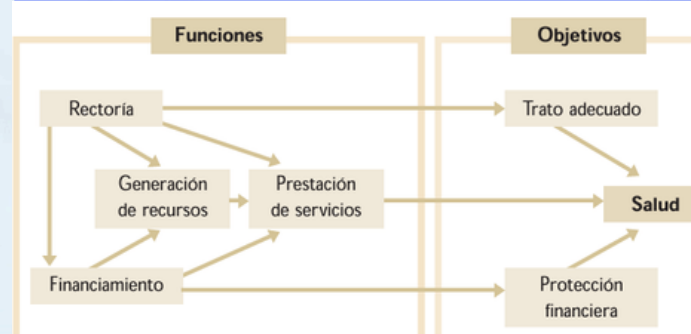 Funciones
Objetivos
Rectoría
Trato adecuado
Generación
de recursos
Prestación
de servicios
Salud
Financiamiento
Protección
financiera